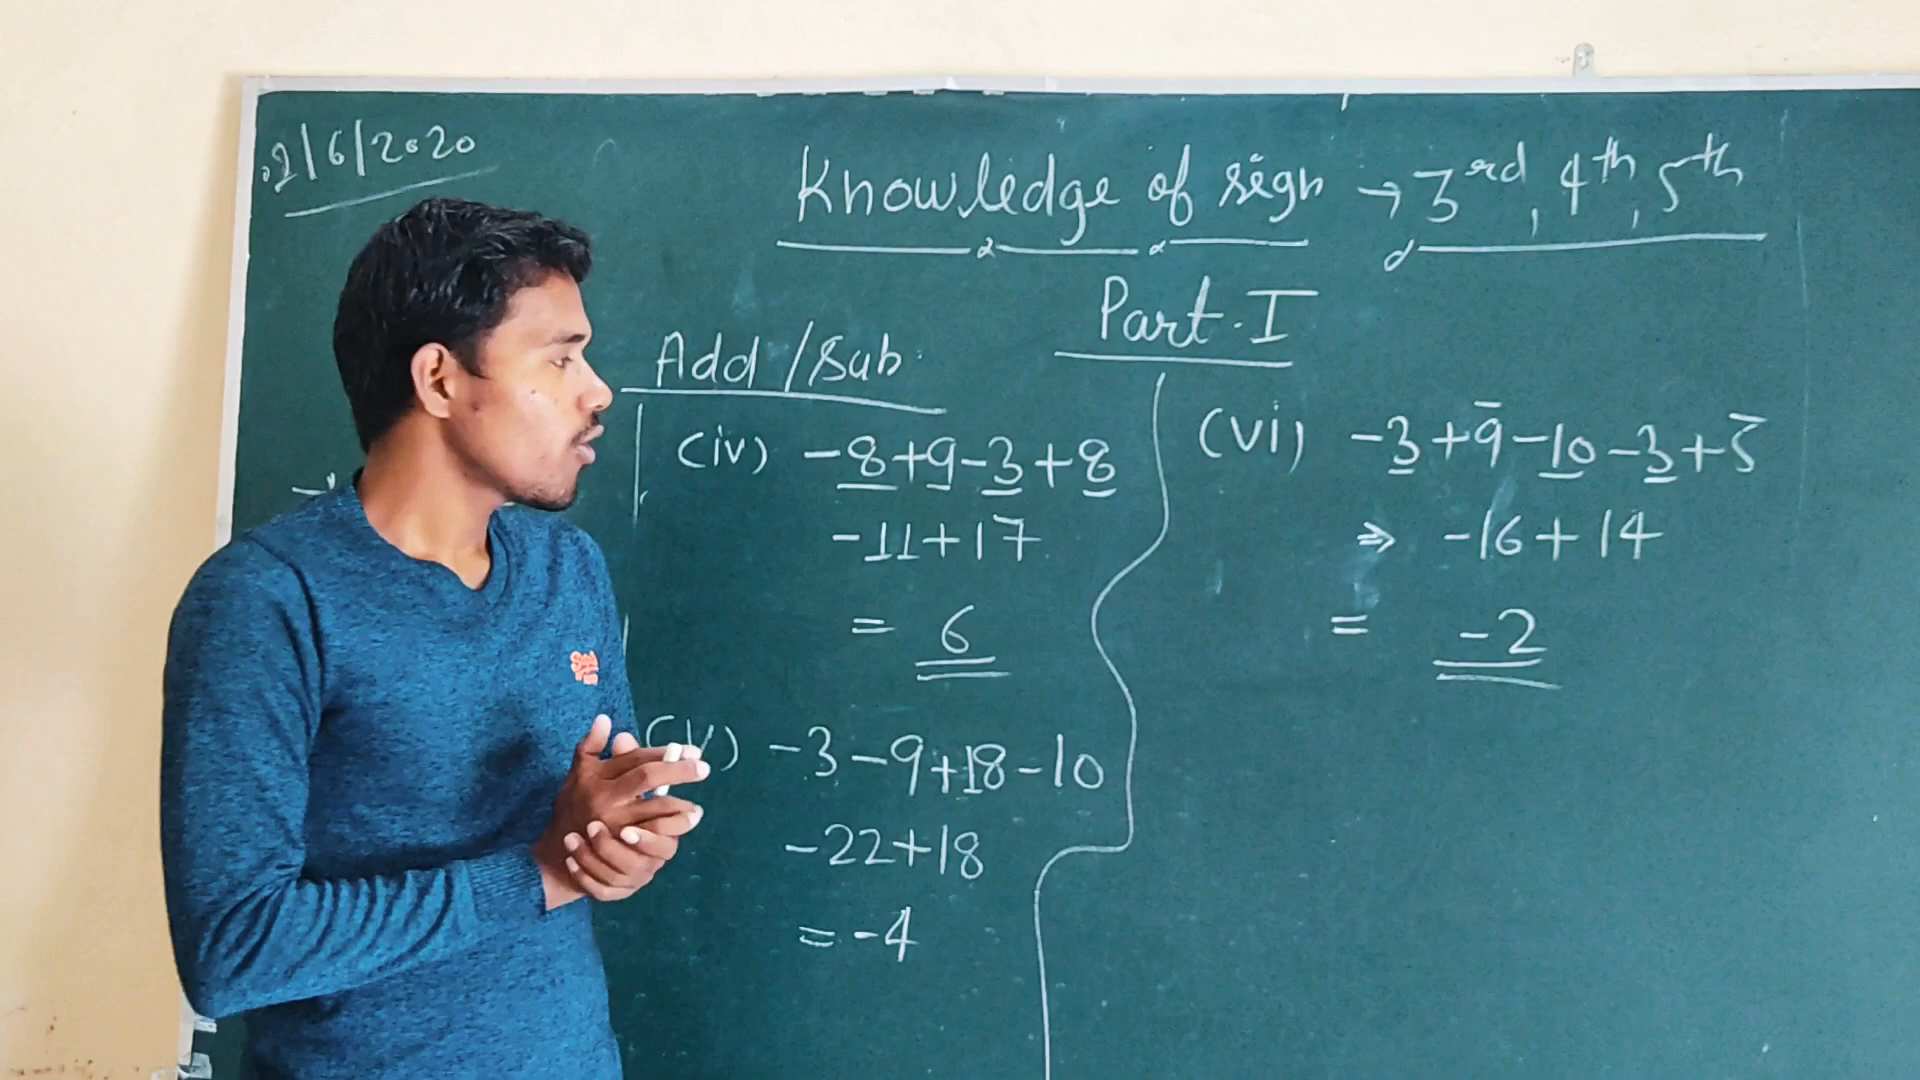 2/6/2020
Knowledge of sign → 3rd, 4th, 5th
Part-I
Add/Sub.
(iv) -8+9-3+8
-11+17
= 6
(v) -3-9+18-10
-22+18
= -4
(vi) -3+9-10-3+5
⇒ -16+14
= -2